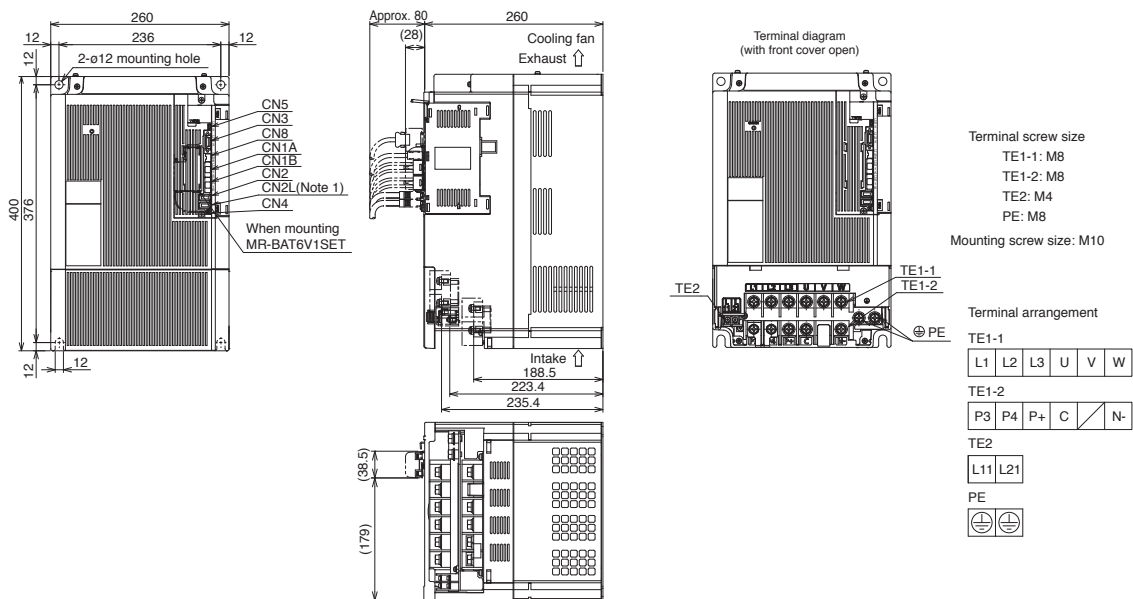 260
12
236
12
12
2-ø12 mounting hole
CN5
CN3
CN8
CN1A
CN1B
CN2
CN2L(Note 1)
CN4
When mounting
MR-BAT6V1SET
400
376
12
12
Approx. 80
260
(28)
Cooling fan
Exhaust
Intake
188.5
223.4
235.4
(38.5)
(179)
Terminal diagram
(with front cover open)
L1 L2 L3 U V W
TE2
TE1-1
TE1-2
PE
Terminal screw size
TE1-1: M8
TE1-2: M8
TE2: M4
PE: M8
Mounting screw size: M10
Terminal arrangement
TE1-1
L1 L2 L3 U V W
TE1-2
P3 P4 P+ C N-
TE2
L11 L21
PE